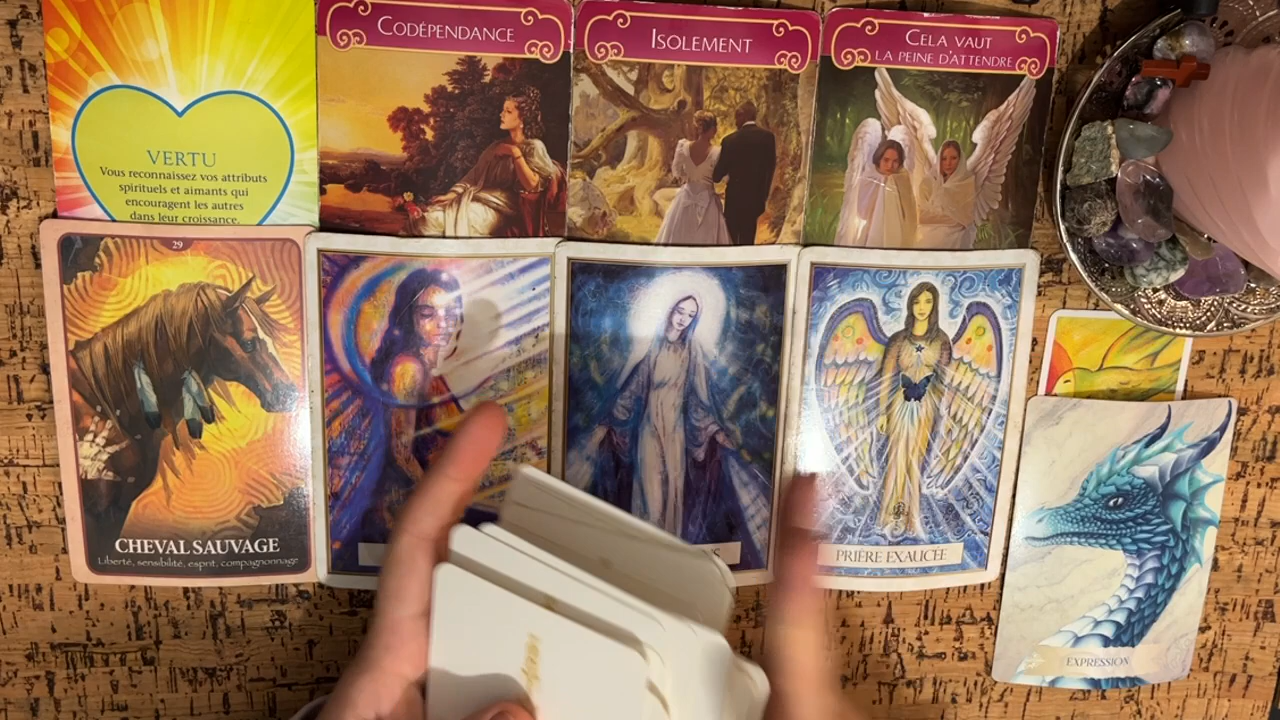 VERTU
Vous reconnaissez vos attributs
spirituels et aimants qui
encouragent les autres
dans leur croissance.
CODÉPENDANCE
ISOLEMENT
CELA VAUT
LA PEINE D'ATTENDRE
29
CHEVAL SAUVAGE
Liberté, sensibilité, esprit, compagnonnage
PRIÈRE EXAUCÉE
EXPRESSION